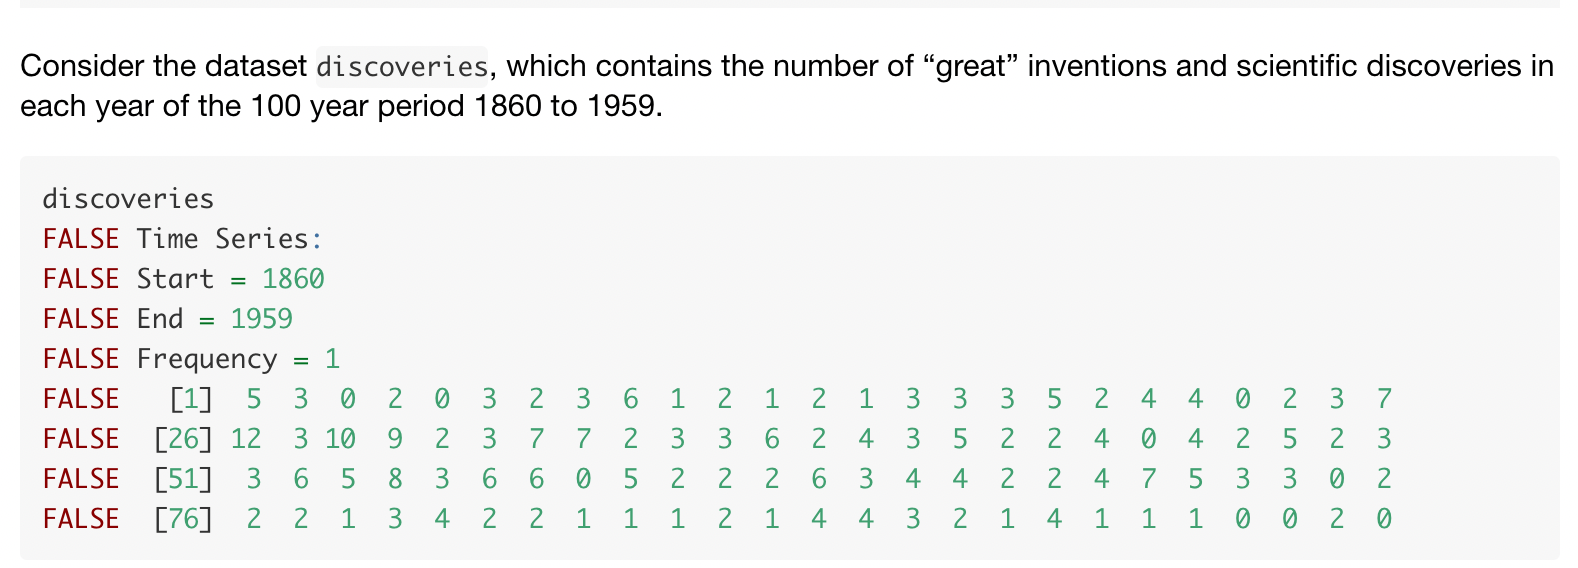 Consider the dataset discoveries, which contains the number of “great” inventions and scientific discoveries in
each year of the 100 year period 1860 to 1959.
discoveries
FALSE Time Series:
FALSE Start = 1860
FALSE End = 1959
FALSE Frequency = 1
FALSE   [1]  5  3  0  2  0  3  2  3  6  1  2  1  2  1  3  3  3  5  2  4  4  0  2  3  7
FALSE  [26] 12  3 10  9  2  3  7  7  2  3  3  6  2  4  3  5  2  2  4  0  4  2  5  2  3
FALSE  [51]  3  6  5  8  3  6  6  0  5  2  2  2  6  3  4  4  2  2  4  7  5  3  3  0  2
FALSE  [76]  2  2  1  3  4  2  2  1  1  1  2  1  4  4  3  2  1  4  1  1  1  0  0  2  0